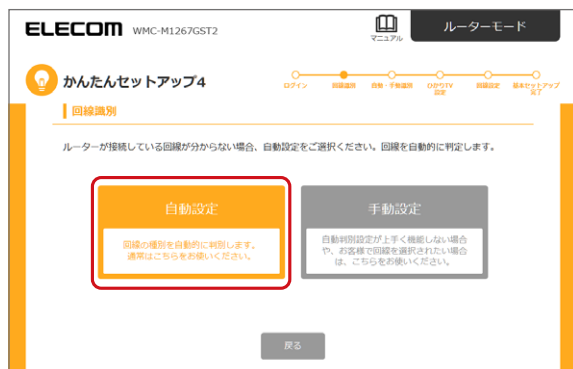 ELECOM WMC-M1267GST2
マニュアル
ルーターモード
かんたんセットアップ4
ログイン 回線識別 自動・手動選択 ひかりTV設定 回線設定 基本セットアップ完了
回線識別
ルーターが接続している回線が分からない場合、自動設定をご選択ください。回線を自動的に判定します。
自動設定
回線の種別を自動的に判別します。
通常はこちらをお使いください。
手動設定
自動判別設定が上手く機能しない場合
や、お客様で回線を選択されたい場合
は、こちらをお使いください。
戻る